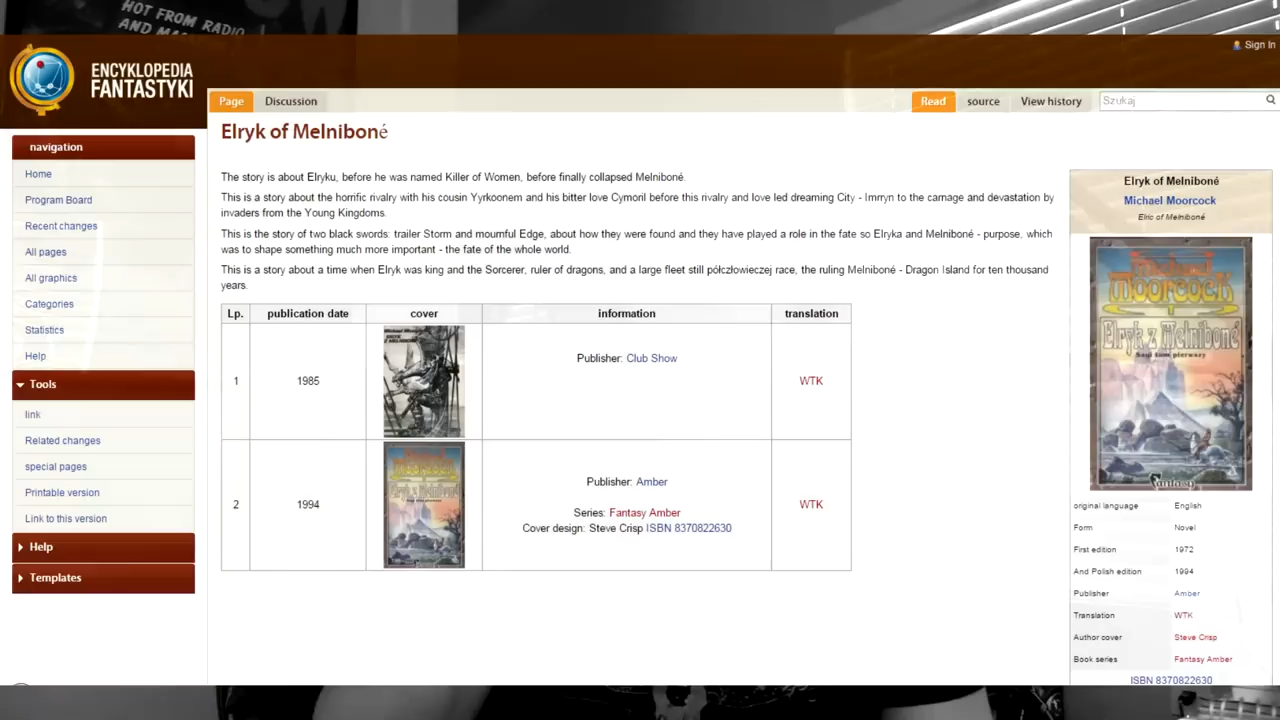 HOT FROM RADIO
AND
Sign In
ENCYKLOPEDIA
FANTASTYKI
Page
Discussion
Read
source
View history
Szukaj
Elryk of Melniboné
navigation
Home
Program Board
Recent changes
All pages
All graphics
Categories
Statistics
Help
Tools
link
Related changes
special pages
Printable version
Link to this version
Help
Templates
The story is about Elryku, before he was named Killer of Women, before finally collapsed Melniboné.
This is a story about the horrific rivalry with his cousin Yyrkoonem and his bitter love Cymoril before this rivalry and love led dreaming City - Imrryn to the carnage and devastation by
invaders from the Young Kingdoms.
This is the story of two black swords: trailer Storm and mournful Edge, about how they were found and they have played a role in the fate so Elryka and Melniboné - purpose, which
was to shape something much more important - the fate of the whole world.
This is a story about a time when Elryk was king and the Sorcerer, ruler of dragons, and a large fleet still półczłowieczej race, the ruling Melniboné - Dragon Island for ten thousand
years.
Lp. publication date cover information translation
1 1985 Publisher: Club Show WTK
2 1994 Publisher: Amber WTK
Series: Fantasy Amber
Cover design: Steve Crisp ISBN 8370822630
Elryk of Melniboné
Michael Moorcock
Elric of Melniboné
Michael
Moorcock
Elryk z Melniboné
Sagi tom pierwszy
Fantasy
original language English
Form Novel
First edition 1972
And Polish edition 1994
Publisher Amber
Translation WTK
Author cover Steve Crisp
Book series Fantasy Amber
ISBN 8370822630